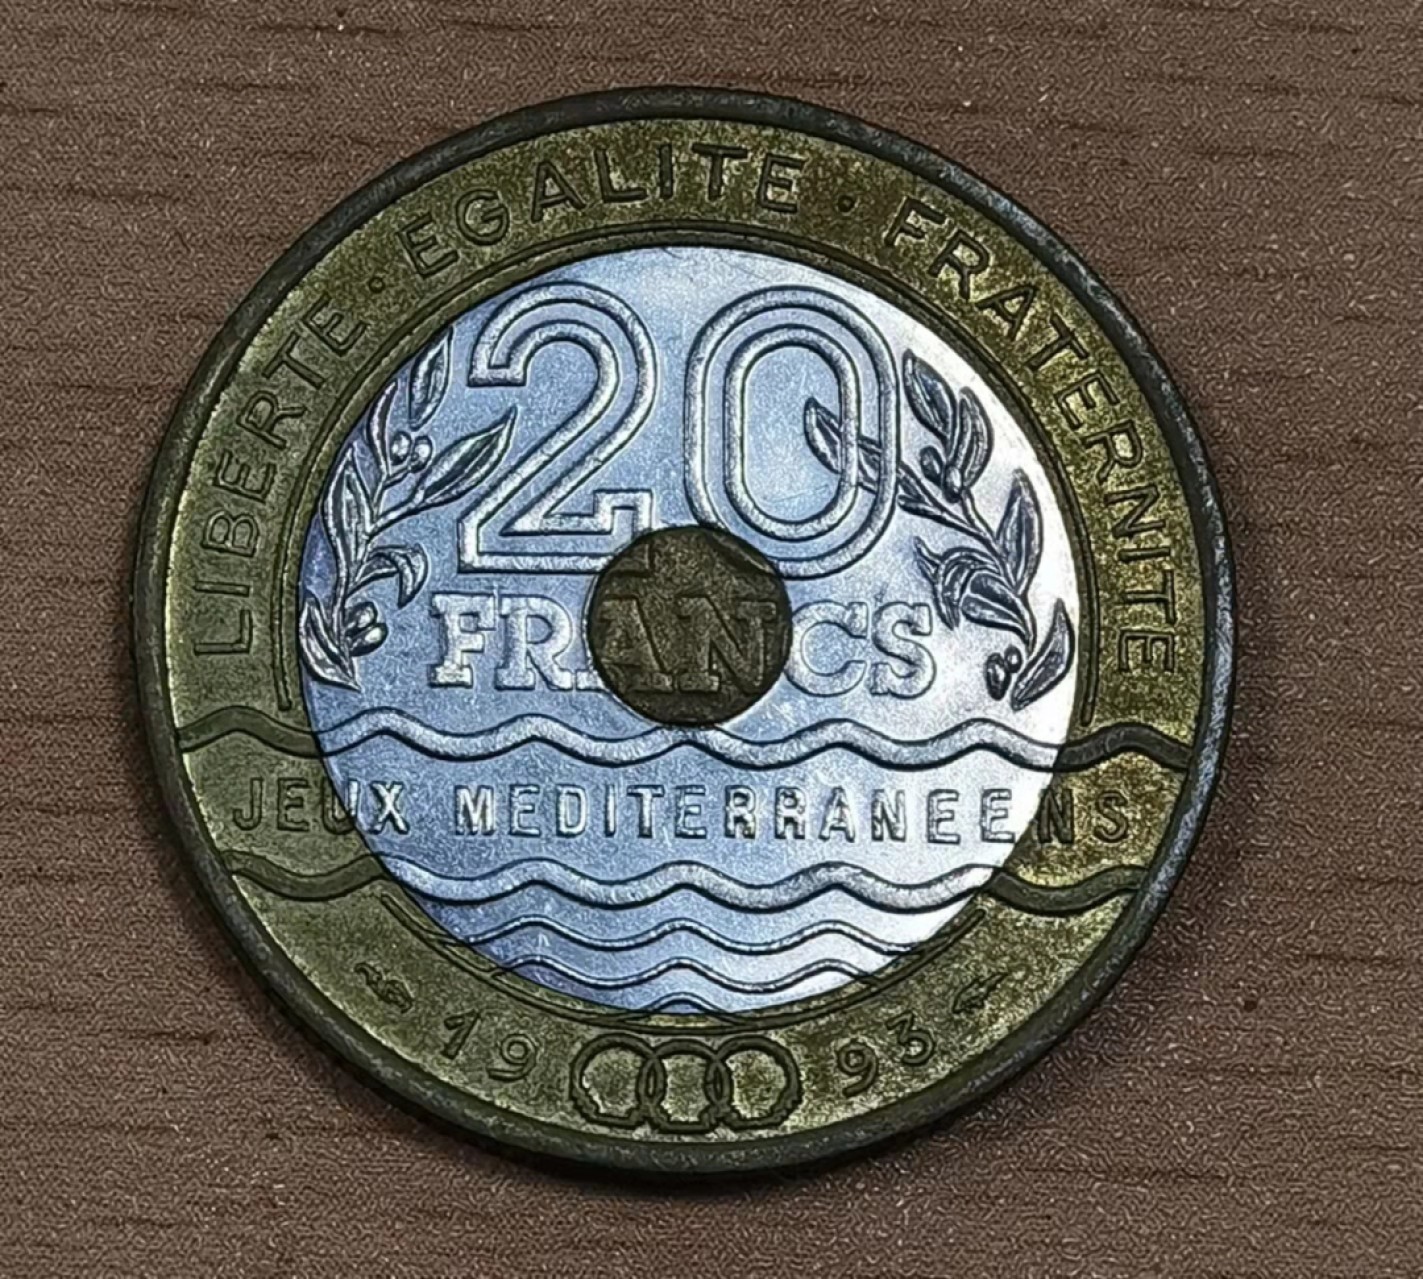 LIBERTE · EGALITE · FRATERNITE
20
FRANCS
JEUX MEDITERRANEENS
1993